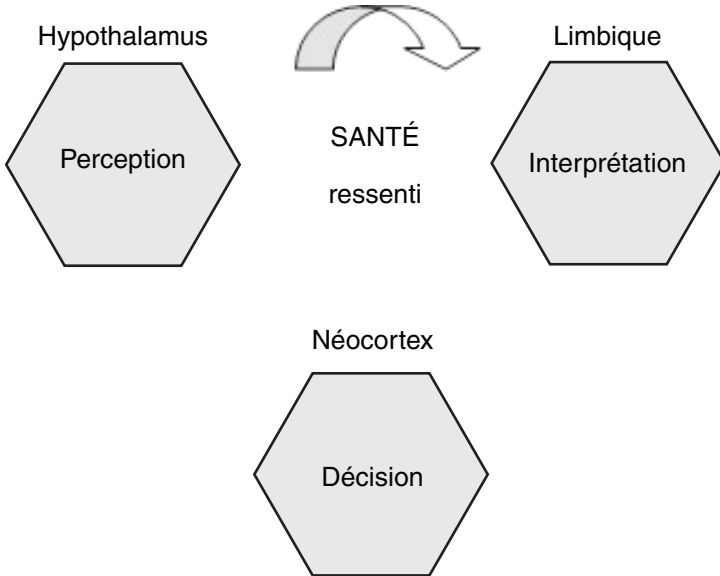 Hypothalamus
Limbique
Perception
SANTÉ
ressenti
Interprétation
Néocortex
Décision